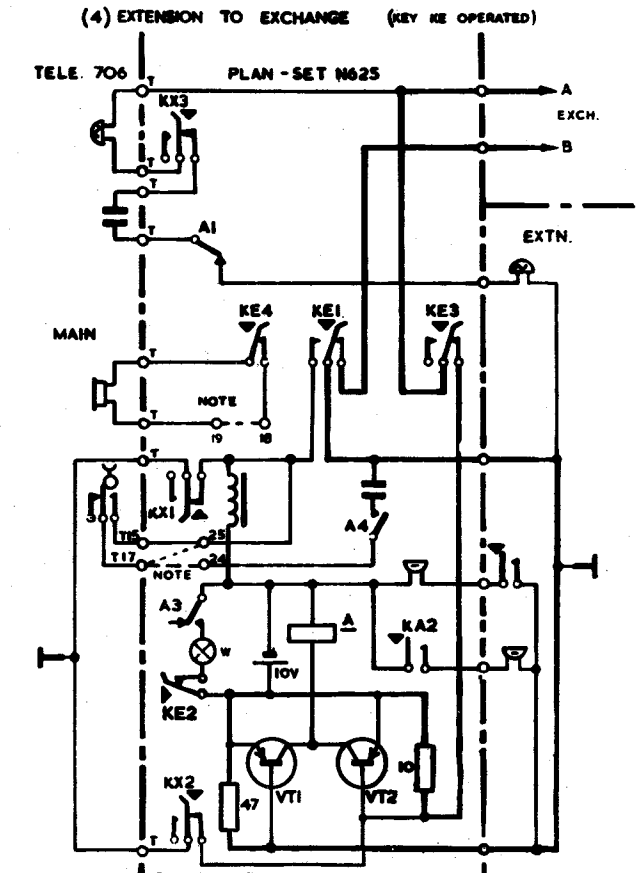 (4) EXTENSION TO EXCHANGE (KEY KE OPERATED)
TELE. 706 T PLAN-SET N625
KX3
A
EXCH.
B
T
T
T
A1
EXTN.
KE4 KE1. KE3
MAIN
T
NOTE
T
19 18
T
KX1
A4
T15 25
T17 24
NOTE
A3
A
KA2
W
10V
KE2
10
VT1 VT2
KX2
47
T